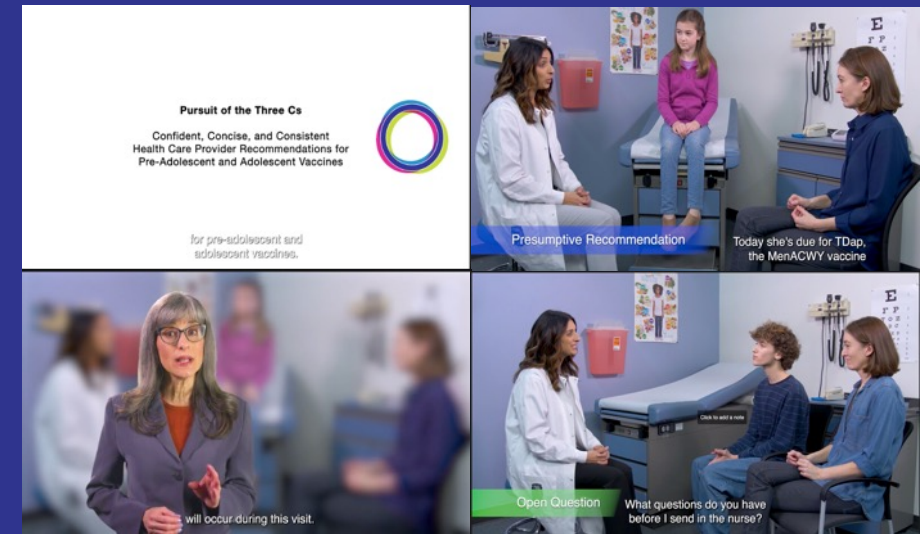 Pursuit of the Three Cs
Confident, Concise, and Consistent
Health Care Provider Recommendations for
Pre-Adolescent and Adolescent Vaccines
for pre-adolescent and
adolescent vaccines.
Presumptive Recommendation
Today she's due for TDap,
the MenACWY vaccine
E
will occur during this visit.
Open Question
What questions do you have
before I send in the nurse?
Click to add a note
E